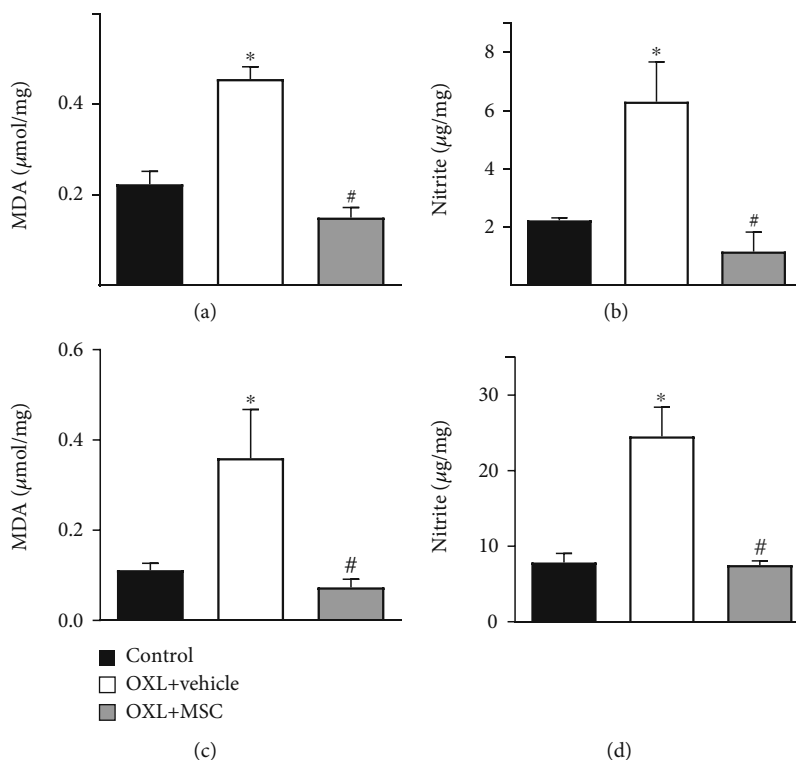 MDA (μmol/mg)
0.4
0.2
*
#
(a)
Nitrite (μg/mg)
8
6
4
2
*
#
(b)
MDA (μmol/mg)
0.6
0.4
0.2
0.0
*
#
Control
OXL+vehicle
OXL+MSC
(c)
Nitrite (μg/mg)
30
20
10
0
*
#
(d)